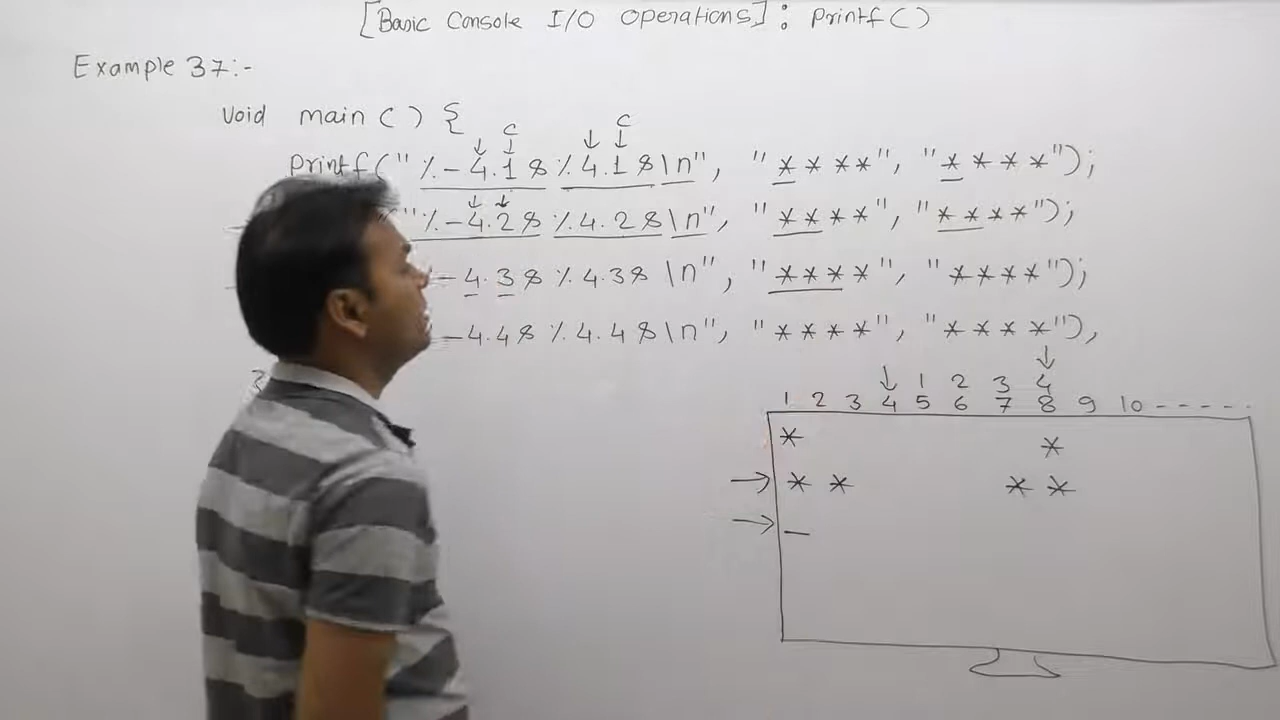 [Basic Console I/O Operations] : Printf()
Example 37:-
void main() {
↓ c ↓ c
↓ ↓
printf("%-4.1s %4.1s\n", "****", "****");
↓ ↓
"%-4.2s %4.2s\n", "****", "****");
-4.3s %4.3s \n", "****", "****");
-4.4s %4.4s\n", "****", "****"),
}
↓ 1 2 3 4 ↓
1 2 3 4 5 6 7 8 9 10 - - - - -
* *
→ * * * *
→ _